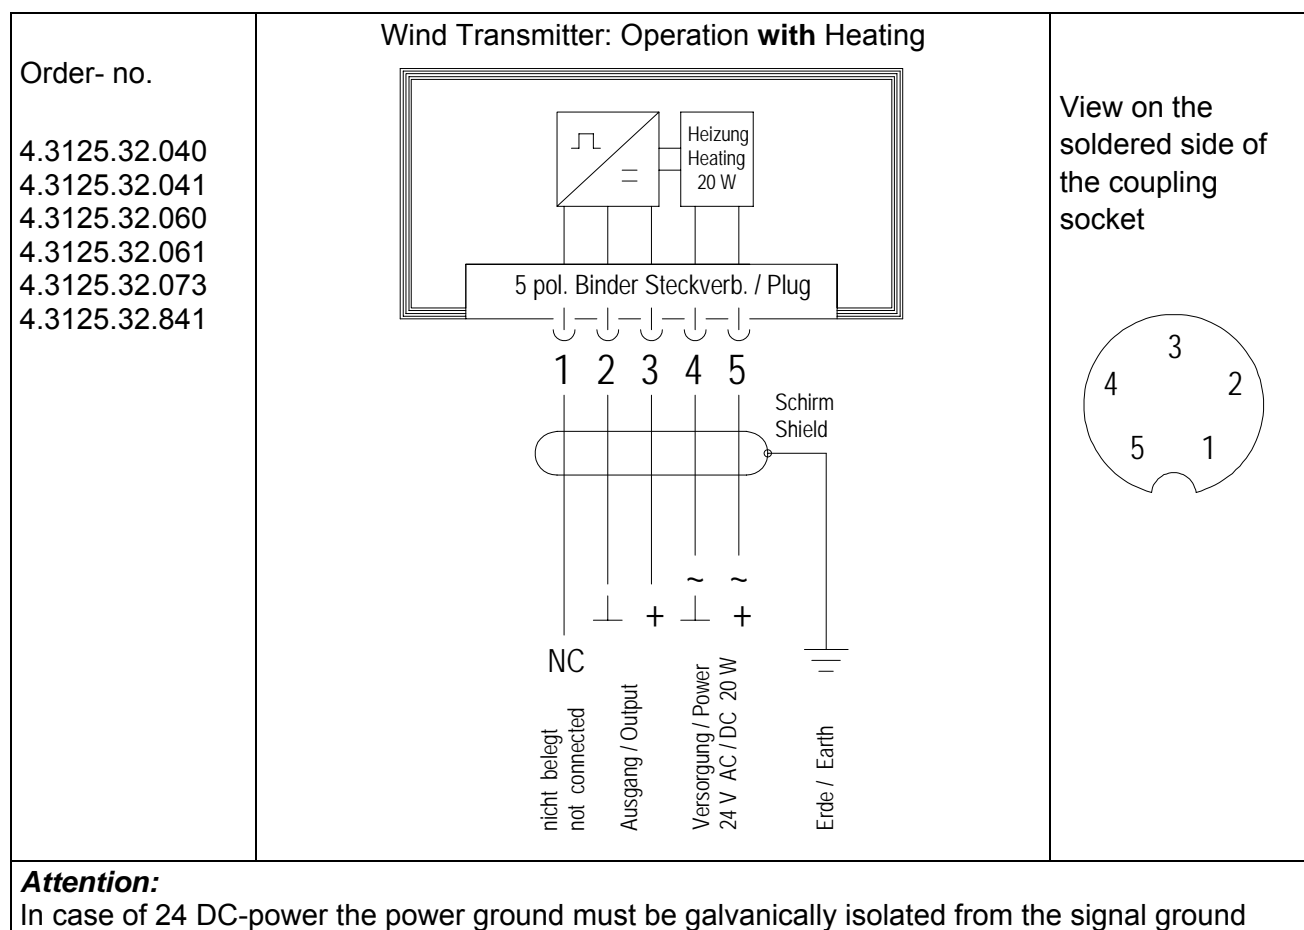 Order- no.
4.3125.32.040
4.3125.32.041
4.3125.32.060
4.3125.32.061
4.3125.32.073
4.3125.32.841
Wind Transmitter: Operation with Heating
Heizung
Heating
20 W
5 pol. Binder Steckverb. / Plug
1 2 3 4 5
Schirm
Shield
~ ~
+ +
NC
nicht belegt
not connected
Ausgang / Output
Versorgung / Power
24 V AC / DC 20 W
Erde / Earth
View on the
soldered side of
the coupling
socket
3
4 2
5 1
Attention:
In case of 24 DC-power the power ground must be galvanically isolated from the signal ground